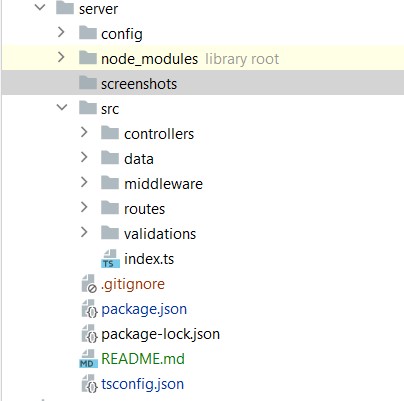 server
config
node_modules library root
screenshots
src
controllers
data
middleware
routes
validations
TS index.ts
.gitignore
{} package.json
{} package-lock.json
MD README.md
{} tsconfig.json